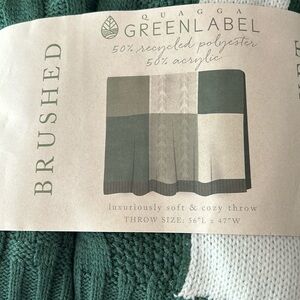 QUAGGA
GREENLABEL
50% recycled polyester
50% acrylic
BRUSHED
luxuriously soft & cozy throw
THROW SIZE: 56"L x 47"W